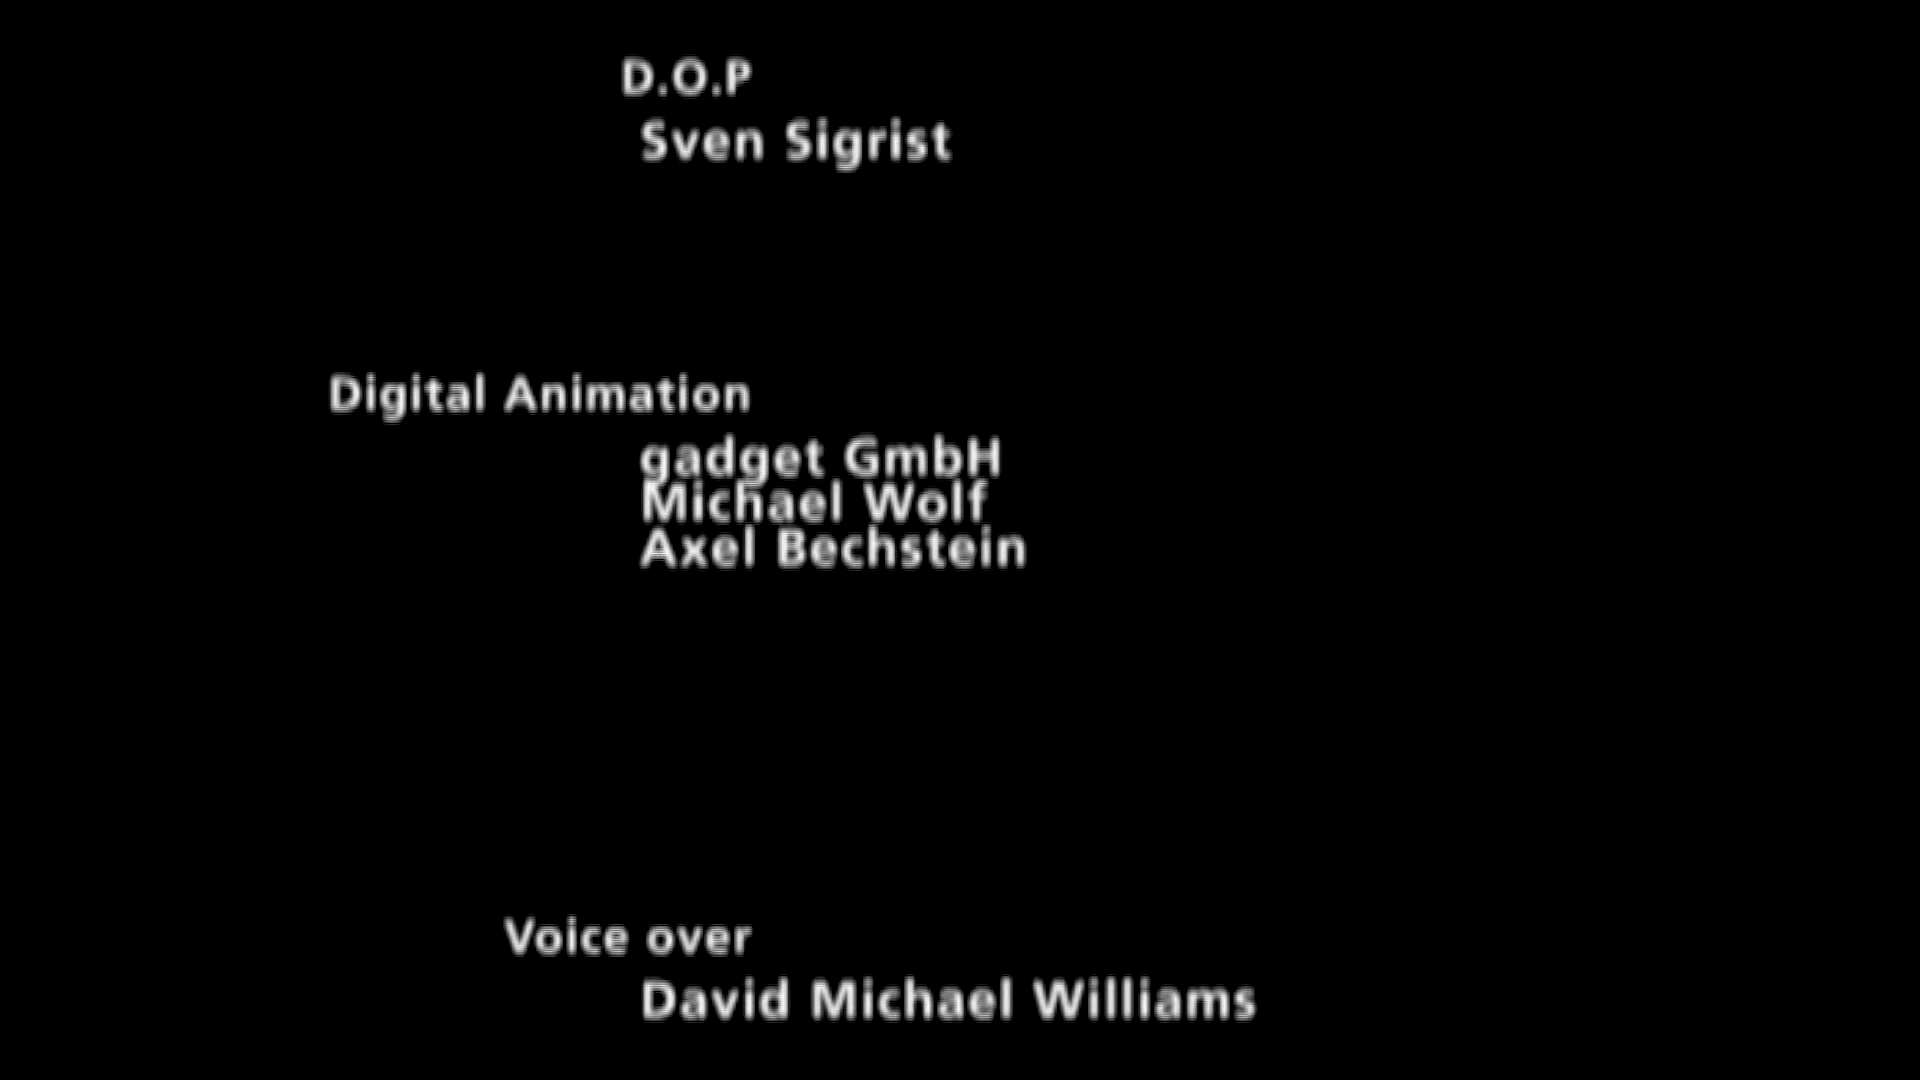 D.O.P
Sven Sigrist
Digital Animation
gadget GmbH
Michael Wolf
Axel Bechstein
Voice over
David Michael Williams